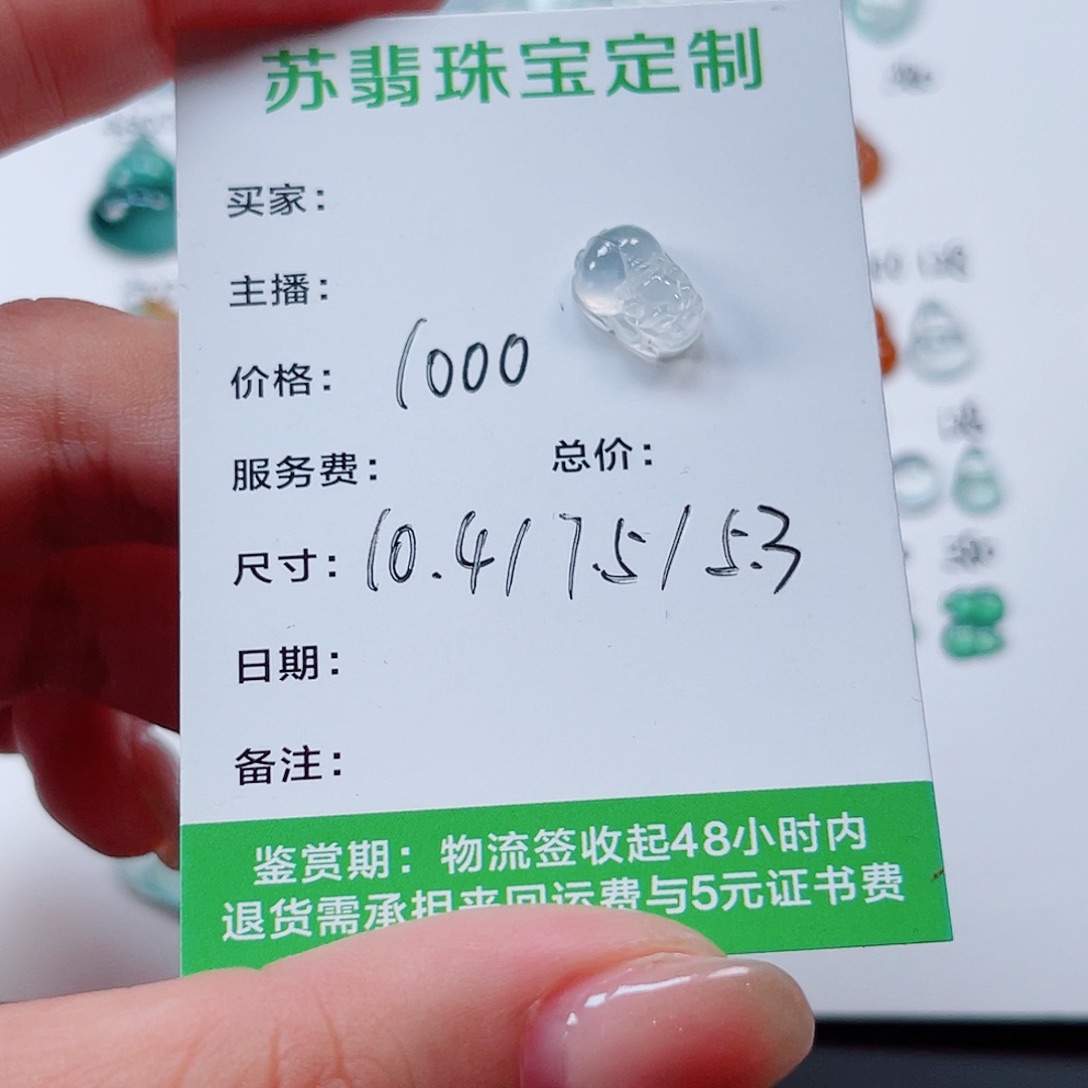 苏翡珠宝定制
买家：
主播：
价格：1000
服务费： 总价：
尺寸：10.4/7.5/5.3
日期：
备注：
鉴赏期：物流签收起48小时内
退货需承担来回运费与5元证书费